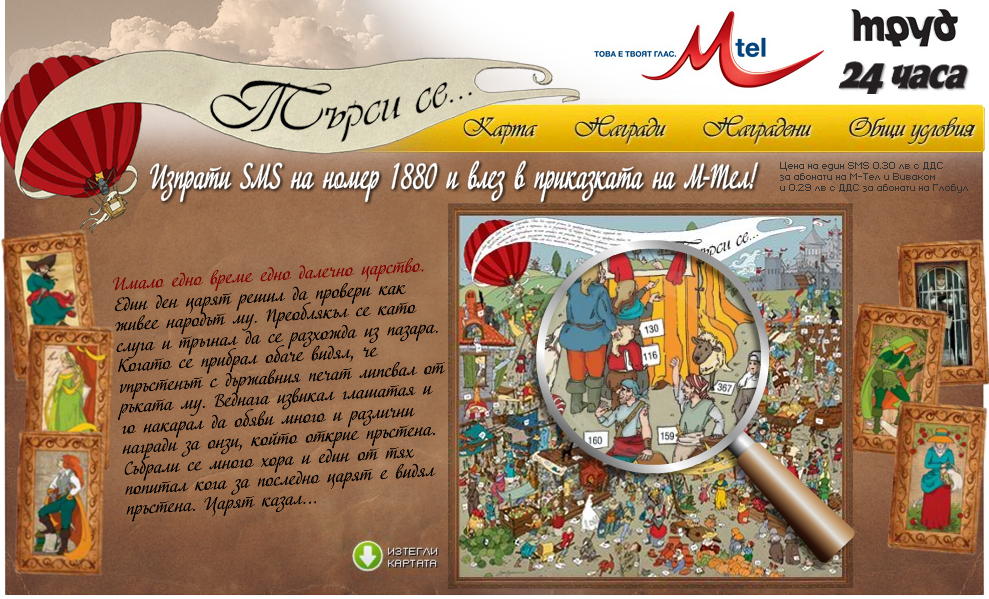 ТОВА Е ТВОЯТ ГЛАС.
Mtel
труд
24 часа
Търси се...
Карта
Награди
Наградени
Общи условия
Изпрати SMS на номер 1880 и влез в приказката на М-Тел!
Цена на един SMS 0.30 лв с ДДС
за абонати на М-Тел и Виваком
и 0.29 лв с ДДС за абонати на Глобул
Имало едно време едно далечно царство.
Един ден царят решил да провери как
живее народът му. Преоблякъл се като
слуга и тръгнал да се разхожда из пазара.
Когато се прибрал обаче видял, че
упръстенът с държавния печат липсвал от
ръката му. Веднага извикал глашатая и
го накарал да обяви много и различни
награди за онзи, който открие пръстена.
Събрали се много хора и един от тях
попитал кога за последно царят е видял
пръстена. Царят казал...
Търси се...
130
116
367
160
159
ИЗТЕГЛИ
КАРТАТА